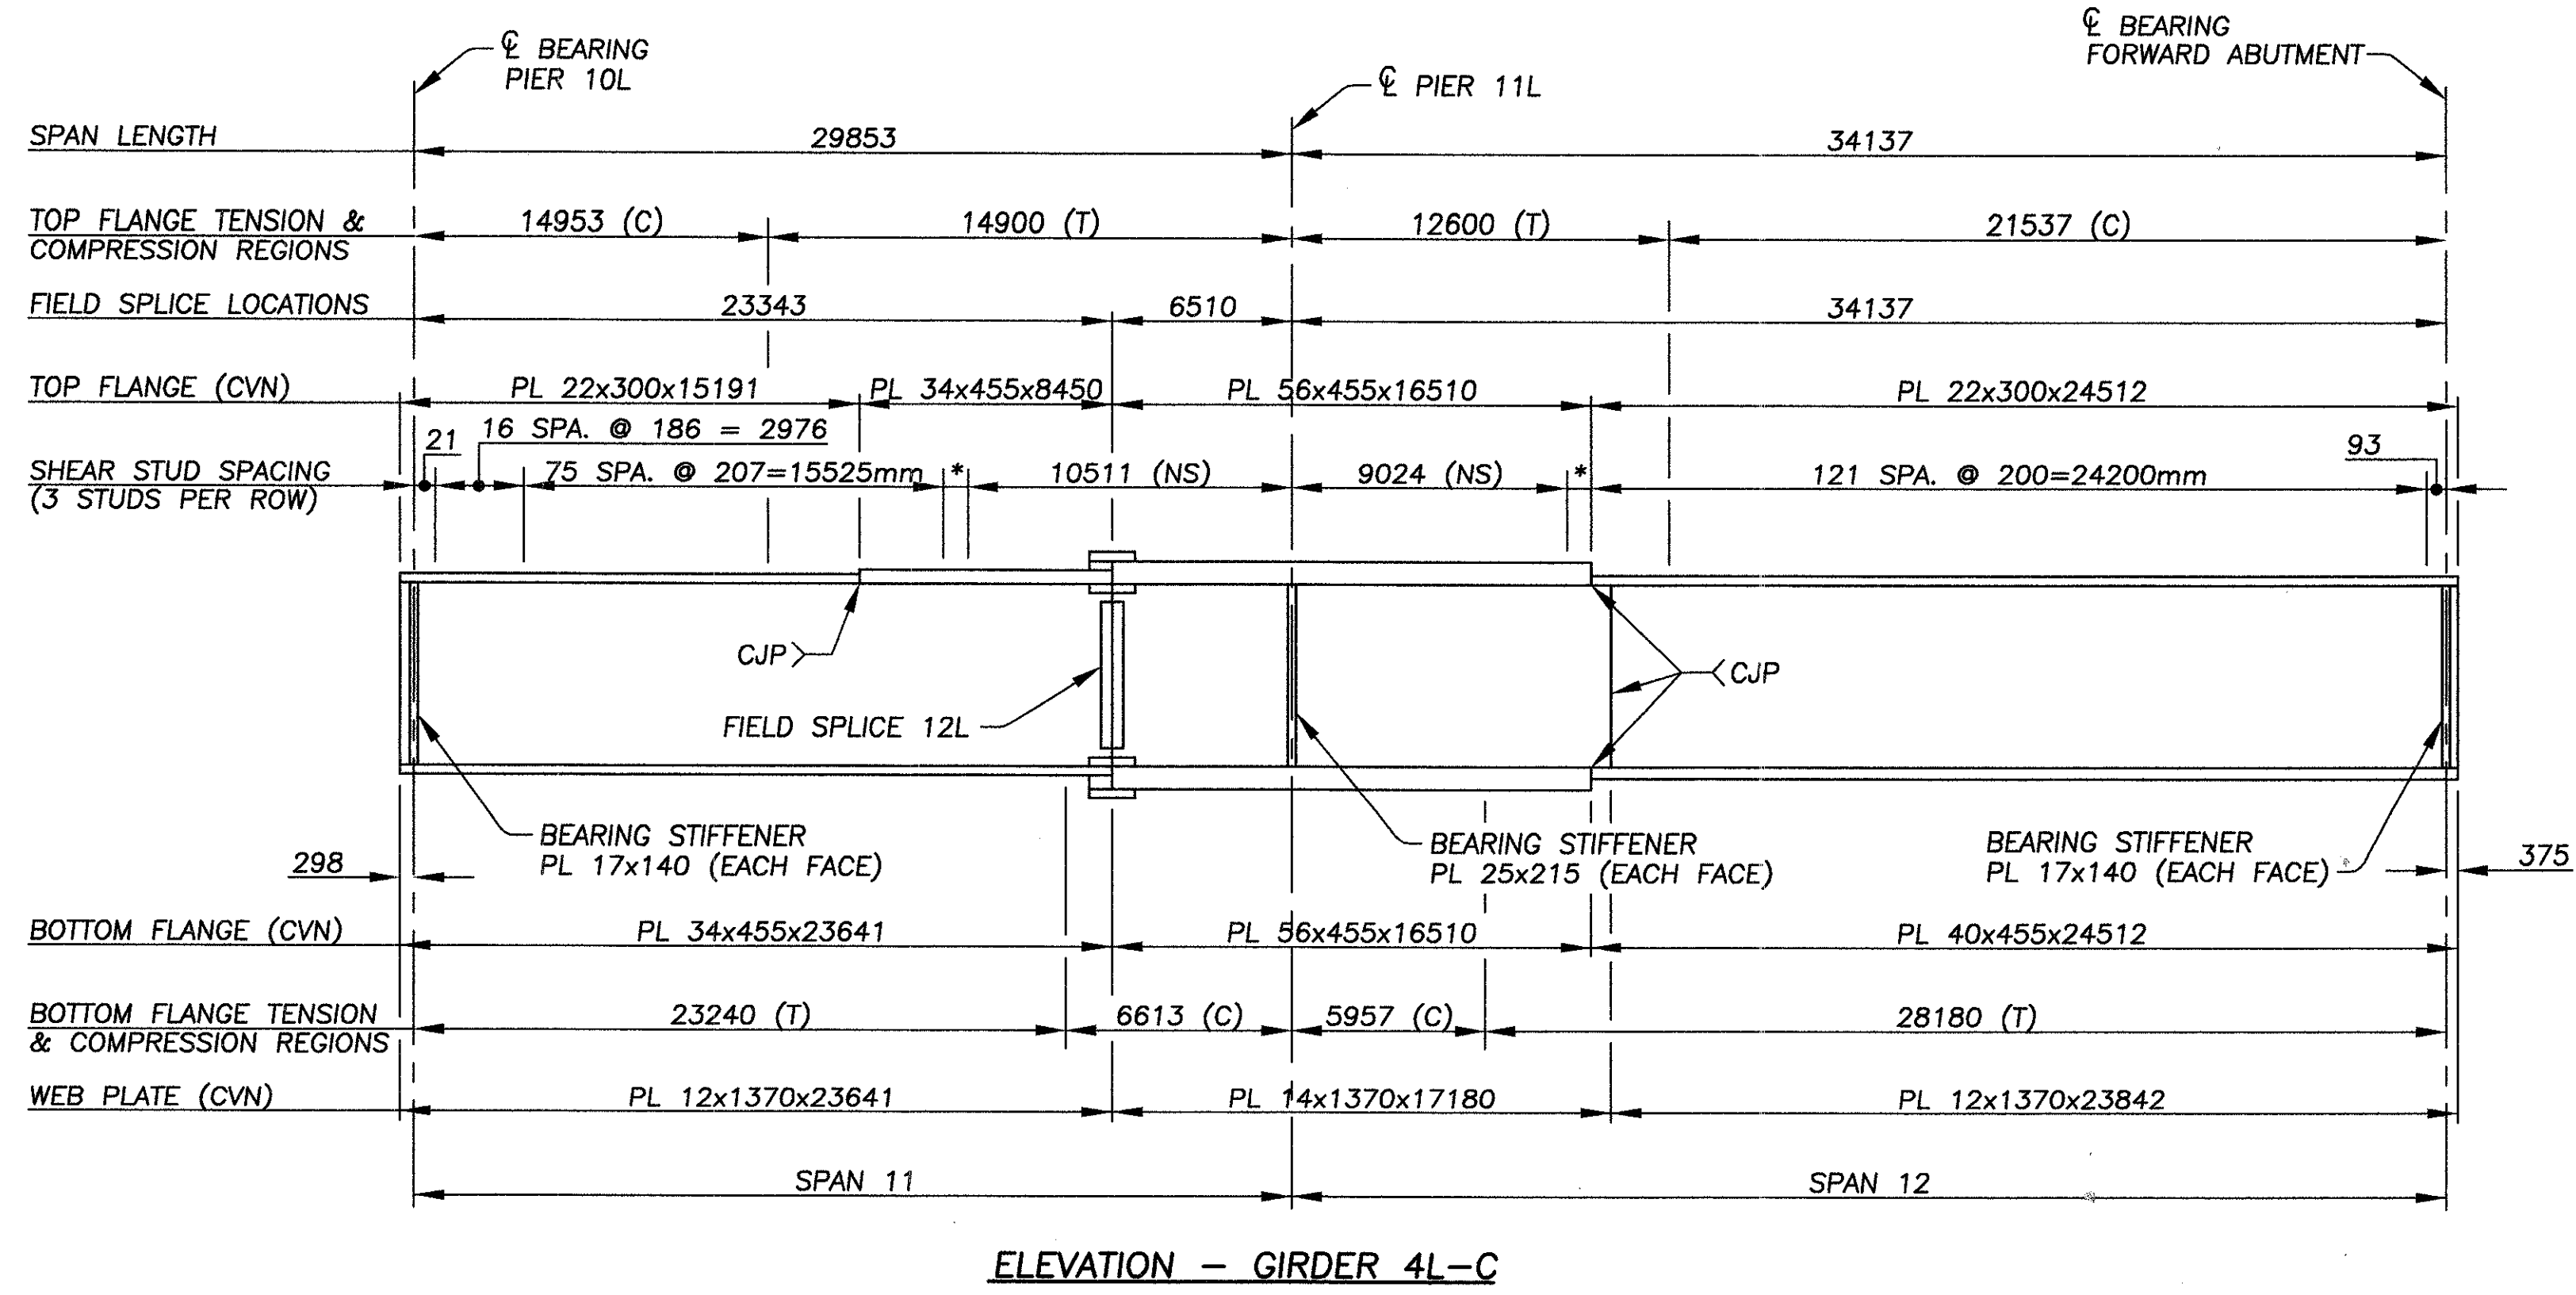 ℄ BEARING
PIER 10L
℄ PIER 11L
℄ BEARING
FORWARD ABUTMENT
SPAN LENGTH
29853
34137
TOP FLANGE TENSION &
COMPRESSION REGIONS
14953 (C)
14900 (T)
12600 (T)
21537 (C)
FIELD SPLICE LOCATIONS
23343
6510
34137
TOP FLANGE (CVN)
PL 22x300x15191
PL 34x455x8450
PL 56x455x16510
PL 22x300x24512
21
16 SPA. @ 186 = 2976
93
SHEAR STUD SPACING
(3 STUDS PER ROW)
75 SPA. @ 207=15525mm
*
10511 (NS)
9024 (NS)
*
121 SPA. @ 200=24200mm
CJP
CJP
FIELD SPLICE 12L
BEARING STIFFENER
PL 17x140 (EACH FACE)
BEARING STIFFENER
PL 25x215 (EACH FACE)
BEARING STIFFENER
PL 17x140 (EACH FACE)
298
375
BOTTOM FLANGE (CVN)
PL 34x455x23641
PL 56x455x16510
PL 40x455x24512
BOTTOM FLANGE TENSION
& COMPRESSION REGIONS
23240 (T)
6613 (C)
5957 (C)
28180 (T)
WEB PLATE (CVN)
PL 12x1370x23641
PL 14x1370x17180
PL 12x1370x23842
SPAN 11
SPAN 12
ELEVATION – GIRDER 4L–C